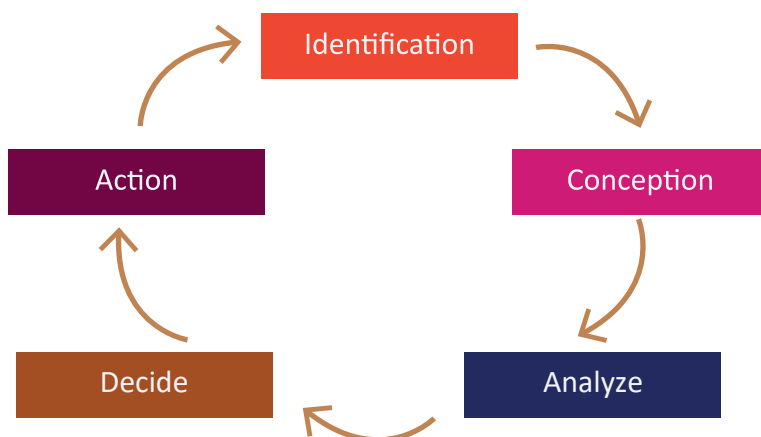 Identification
Conception
Analyze
Decide
Action